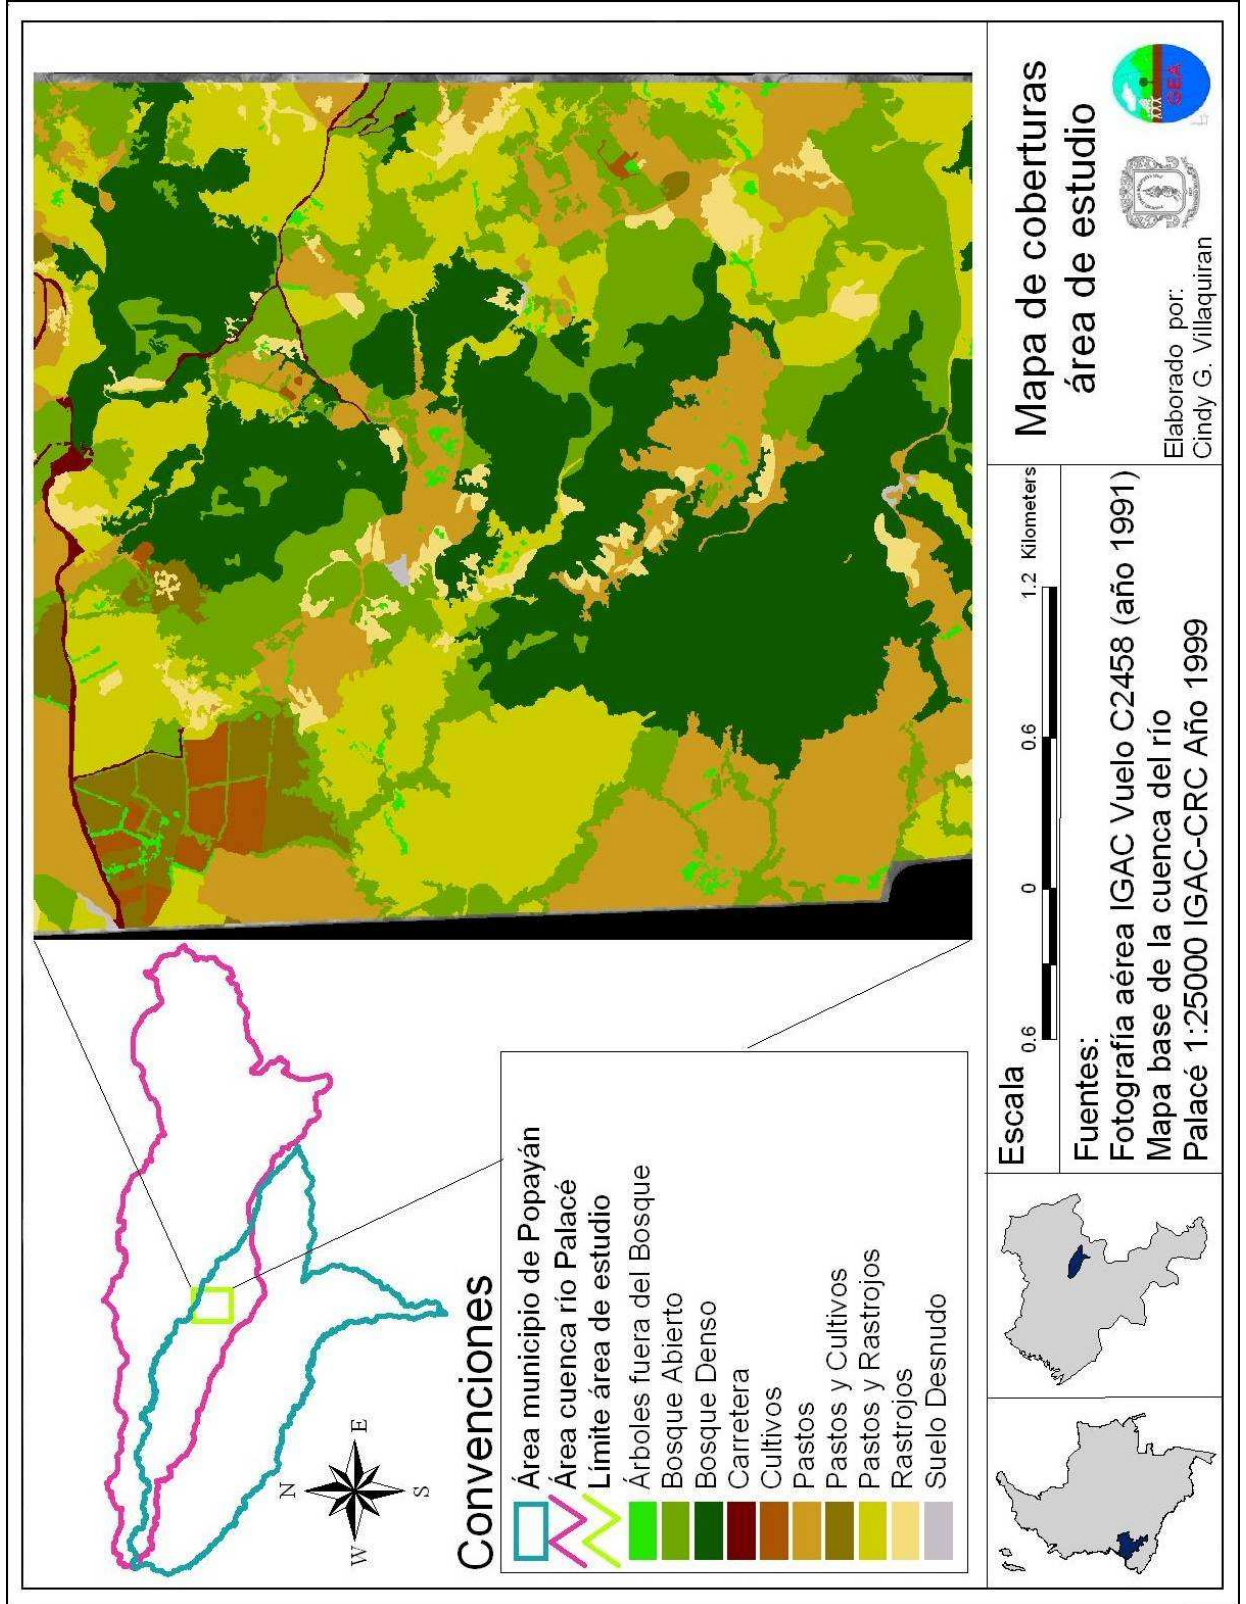 N
W
E
S
Convenciones
Área municipio de Popayán
Área cuenca río Palacé
Límite área de estudio
Árboles fuera del Bosque
Bosque Abierto
Bosque Denso
Carretera
Cultivos
Pastos
Pastos y Cultivos
Pastos y Rastrojos
Rastrojos
Suelo Desnudo
Escala
0.6 0 0.6 1.2 Kilometers
Fuentes:
Fotografía aérea IGAC Vuelo C2458 (año 1991)
Mapa base de la cuenca del río
Palacé 1:25000 IGAC-CRC Año 1999
Mapa de coberturas
área de estudio
Elaborado por:
Cindy G. Villaquiran
GEA